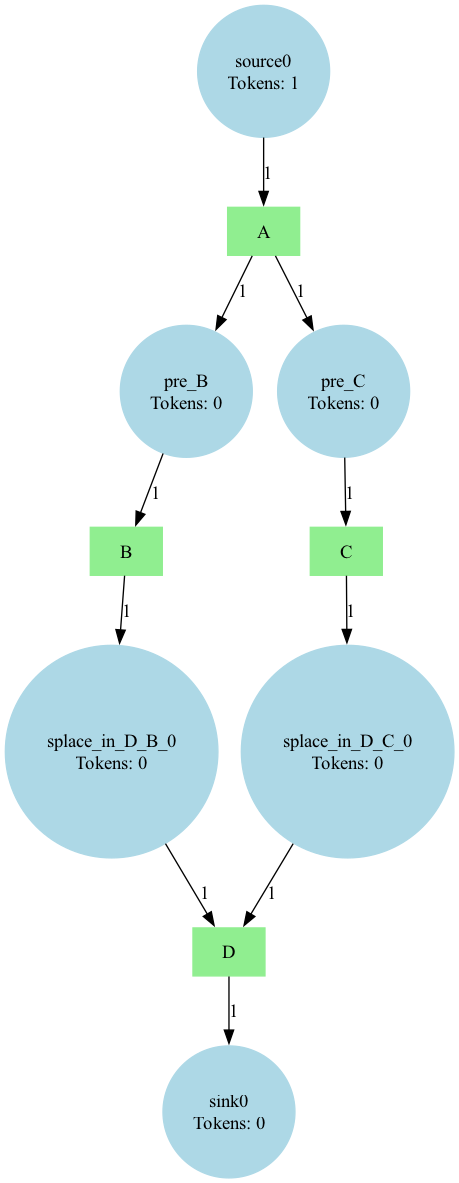 source0
Tokens: 1
1
A
1
1
pre_B
Tokens: 0
pre_C
Tokens: 0
1
1
B
C
1
1
splace_in_D_B_0
Tokens: 0
splace_in_D_C_0
Tokens: 0
1
1
D
1
sink0
Tokens: 0